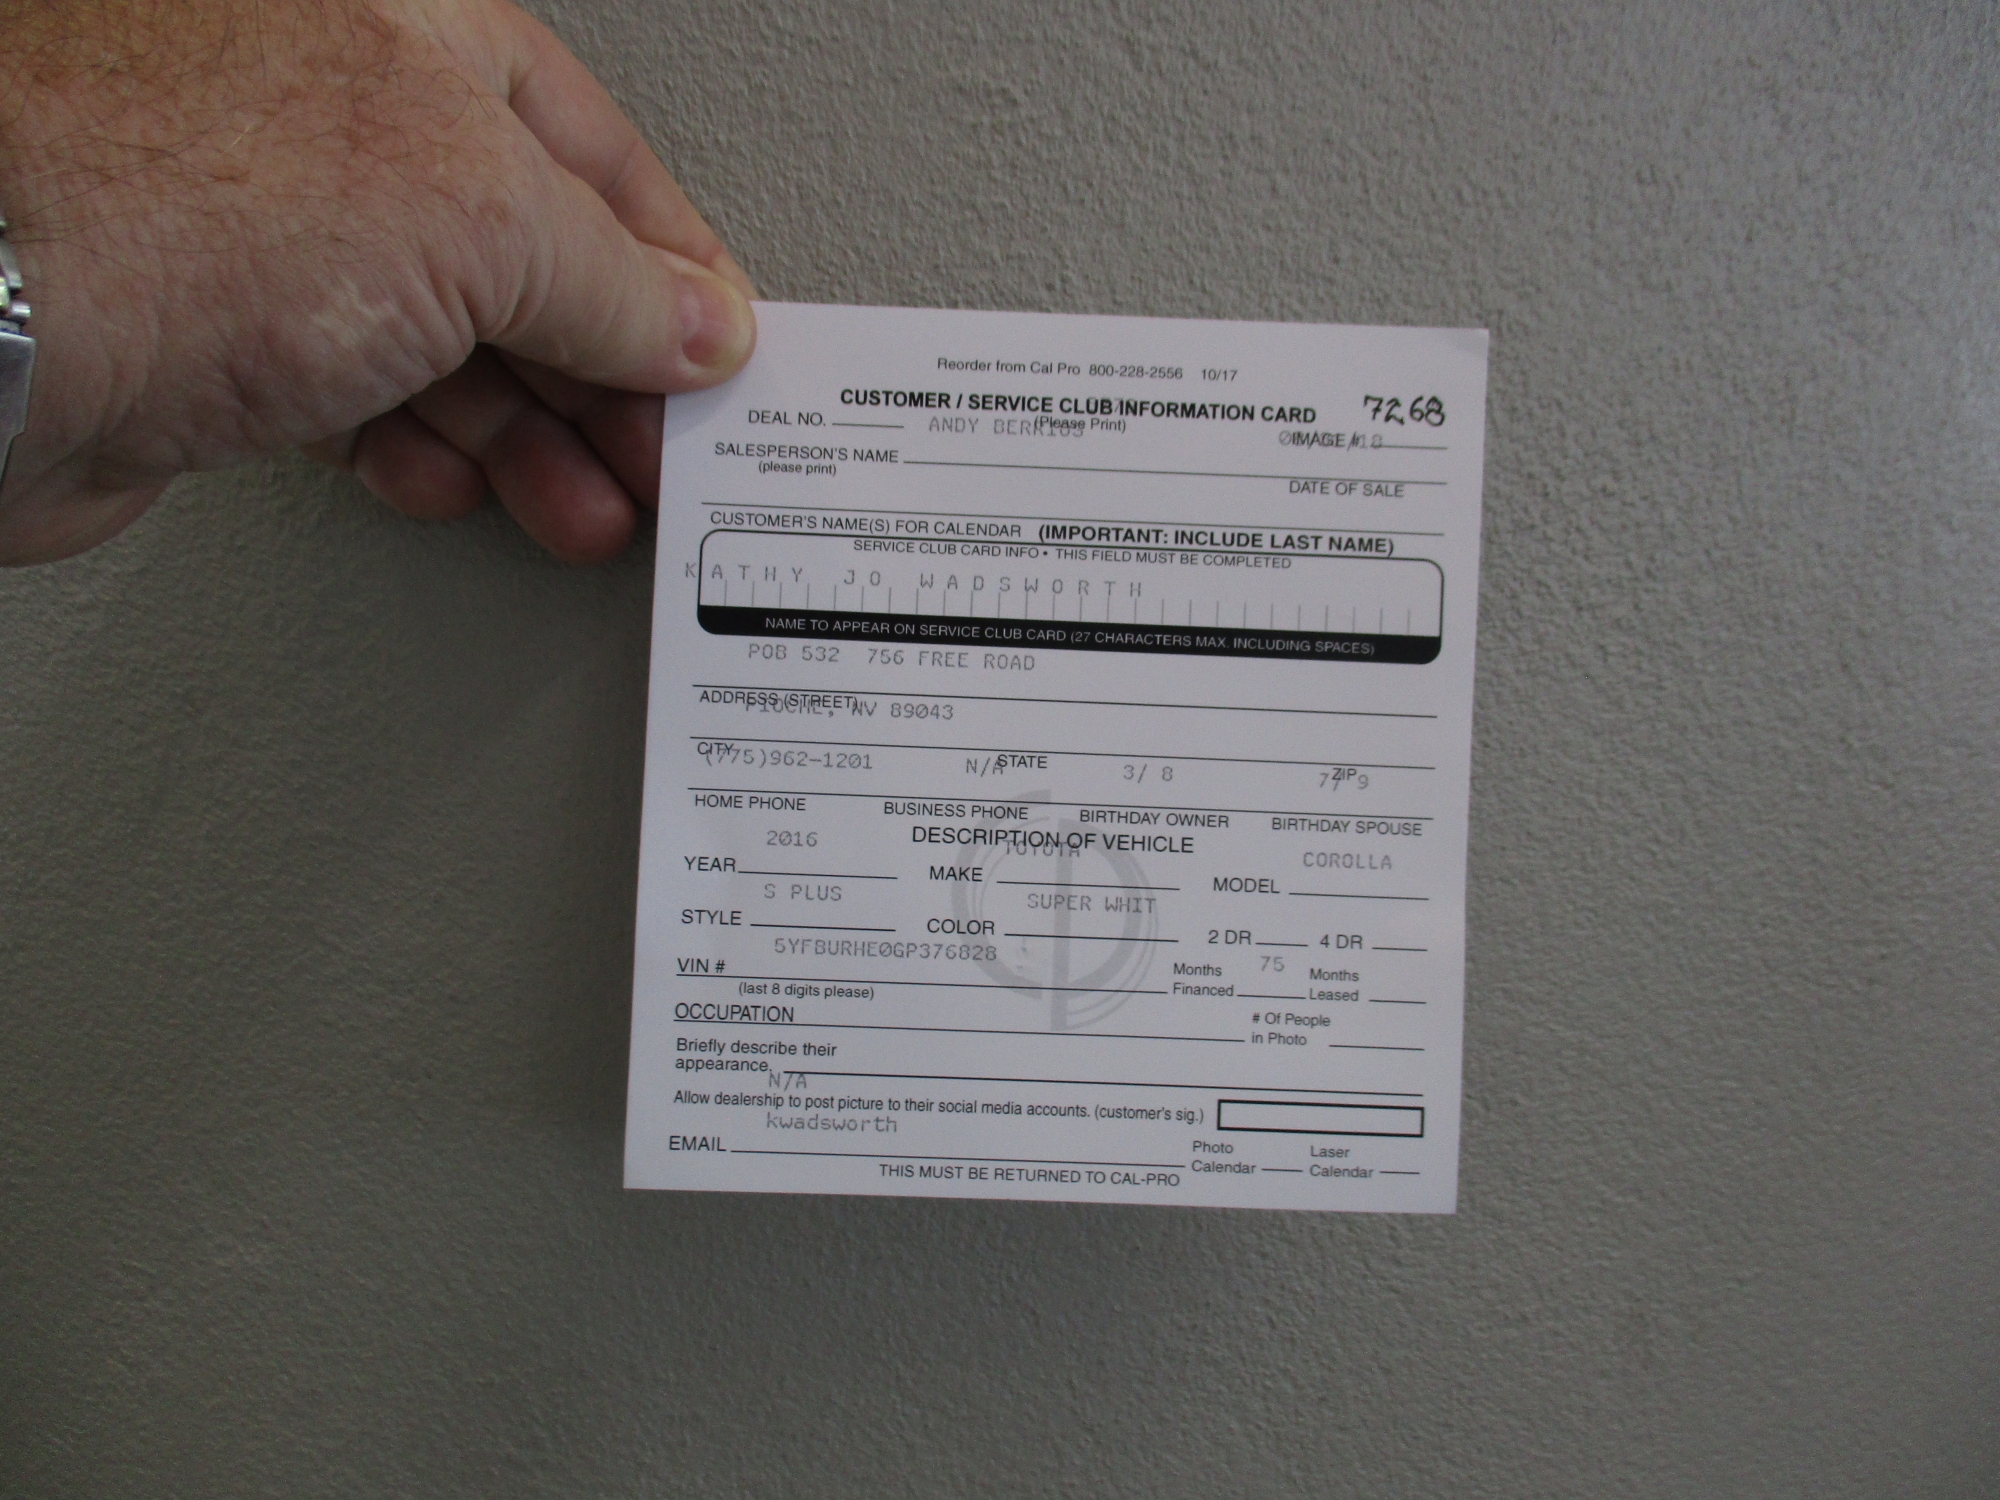 Reorder from Cal Pro 800-228-2556 10/17
CUSTOMER / SERVICE CLUB INFORMATION CARD 7268
DEAL NO. ANDY (Please Print) IMAGE #
SALESPERSON'S NAME
(please print)
DATE OF SALE
CUSTOMER'S NAME(S) FOR CALENDAR (IMPORTANT: INCLUDE LAST NAME)
SERVICE CLUB CARD INFO • THIS FIELD MUST BE COMPLETED
KATHY JO WADSWORTH
NAME TO APPEAR ON SERVICE CLUB CARD (27 CHARACTERS MAX. INCLUDING SPACES)
POB 532 756 FREE ROAD
ADDRESS (STREET)
PIOCHE, NV 89043
CITY STATE ZIP
(775)962-1201 N/A 3/ 8 7/ 9
HOME PHONE BUSINESS PHONE BIRTHDAY OWNER BIRTHDAY SPOUSE
DESCRIPTION OF VEHICLE
2016 TOYOTA COROLLA
YEAR MAKE MODEL
S PLUS SUPER WHIT
STYLE COLOR 2 DR 4 DR
5YFBURHE0GP376828
VIN # Months Financed 75 Months Leased
(last 8 digits please)
OCCUPATION # Of People in Photo
Briefly describe their
appearance.
N/A
Allow dealership to post picture to their social media accounts. (customer's sig.)
kwadsworth
EMAIL Photo Calendar Laser Calendar
THIS MUST BE RETURNED TO CAL-PRO